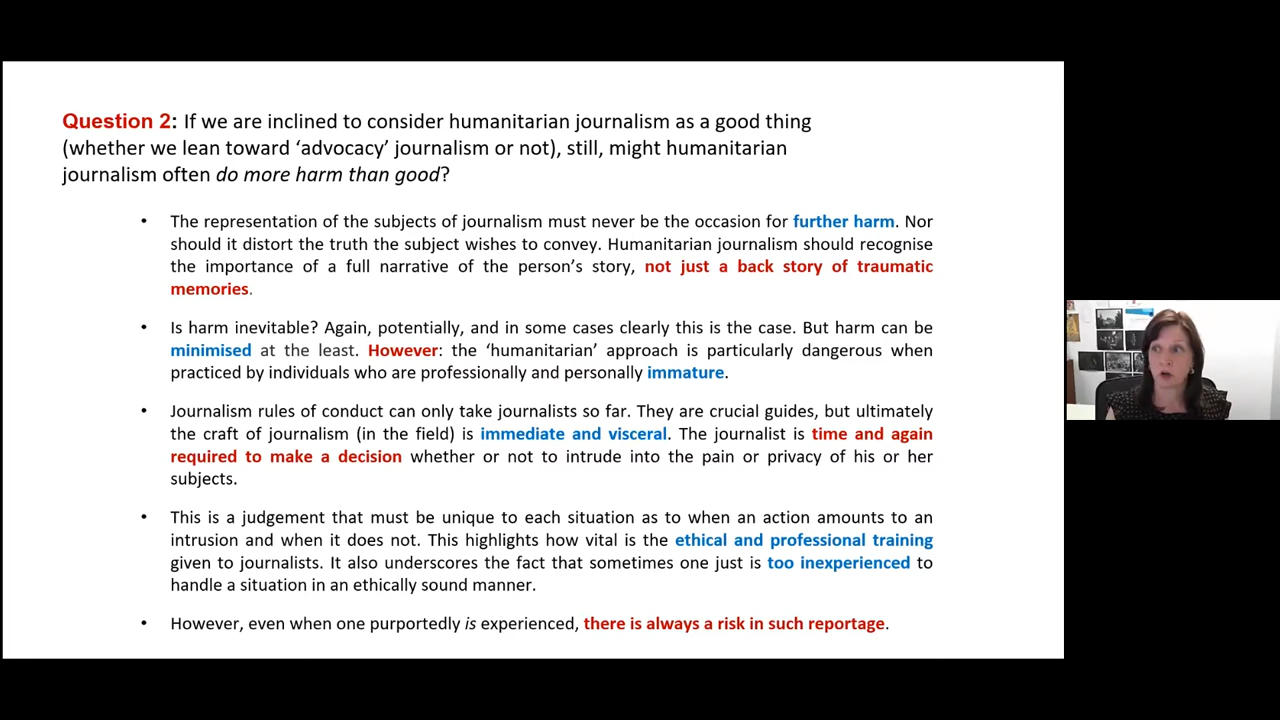 Question 2: If we are inclined to consider humanitarian journalism as a good thing
(whether we lean toward ‘advocacy’ journalism or not), still, might humanitarian
journalism often do more harm than good?
• The representation of the subjects of journalism must never be the occasion for further harm. Nor
should it distort the truth the subject wishes to convey. Humanitarian journalism should recognise
the importance of a full narrative of the person’s story, not just a back story of traumatic
memories.
• Is harm inevitable? Again, potentially, and in some cases clearly this is the case. But harm can be
minimised at the least. However: the ‘humanitarian’ approach is particularly dangerous when
practiced by individuals who are professionally and personally immature.
• Journalism rules of conduct can only take journalists so far. They are crucial guides, but ultimately
the craft of journalism (in the field) is immediate and visceral. The journalist is time and again
required to make a decision whether or not to intrude into the pain or privacy of his or her
subjects.
• This is a judgement that must be unique to each situation as to when an action amounts to an
intrusion and when it does not. This highlights how vital is the ethical and professional training
given to journalists. It also underscores the fact that sometimes one just is too inexperienced to
handle a situation in an ethically sound manner.
• However, even when one purportedly is experienced, there is always a risk in such reportage.